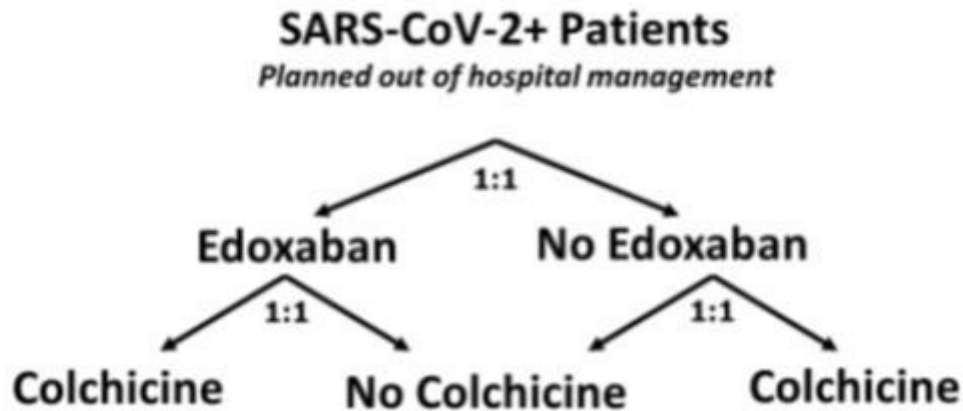 SARS-CoV-2+ Patients
Planned out of hospital management
1:1
Edoxaban No Edoxaban
1:1 1:1
Colchicine No Colchicine Colchicine